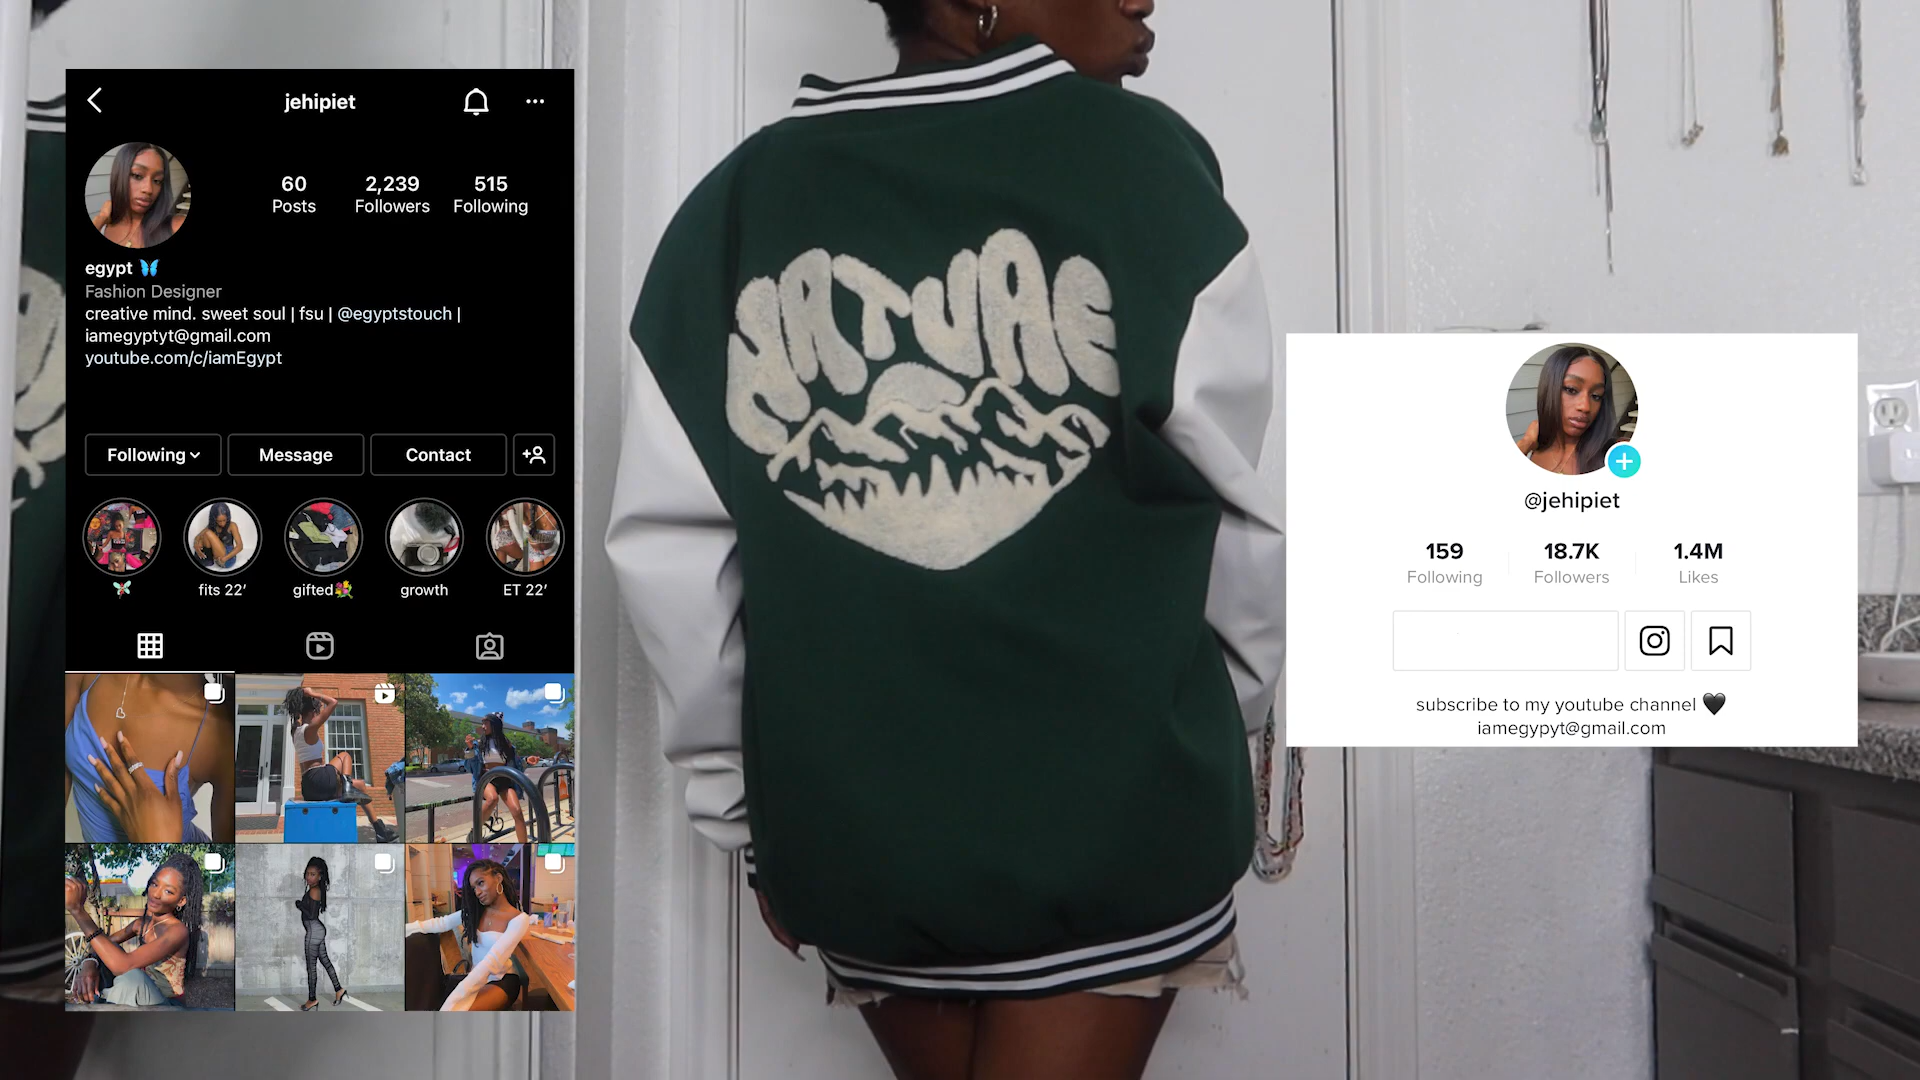 jehipiet
60
Posts
2,239
Followers
515
Following
egypt 🦋
Fashion Designer
creative mind. sweet soul | fsu | @egyptstouch |
iamegyptyt@gmail.com
youtube.com/c/iamEgypt
Following
Message
Contact
fits 22’
gifted💐
growth
ET 22’
NATURE
@jehipiet
159
Following
18.7K
Followers
1.4M
Likes
subscribe to my youtube channel 🖤
iamegypyt@gmail.com